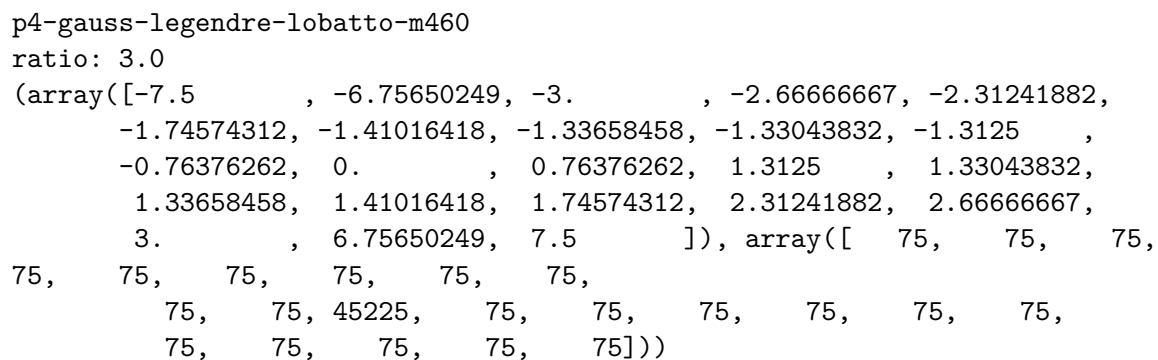 p4-gauss-legendre-lobatto-m460
ratio: 3.0
(array([-7.5       , -6.75650249, -3.        , -2.66666667, -2.31241882,
       -1.74574312, -1.41016418, -1.33658458, -1.33043832, -1.3125    ,
       -0.76376262,  0.        ,  0.76376262,  1.3125    ,  1.33043832,
        1.33658458,  1.41016418,  1.74574312,  2.31241882,  2.66666667,
        3.        ,  6.75650249,  7.5       ]), array([   75,    75,    75,
75,    75,    75,    75,    75,    75,
          75,    75, 45225,    75,    75,    75,    75,    75,    75,
          75,    75,    75,    75,    75]))